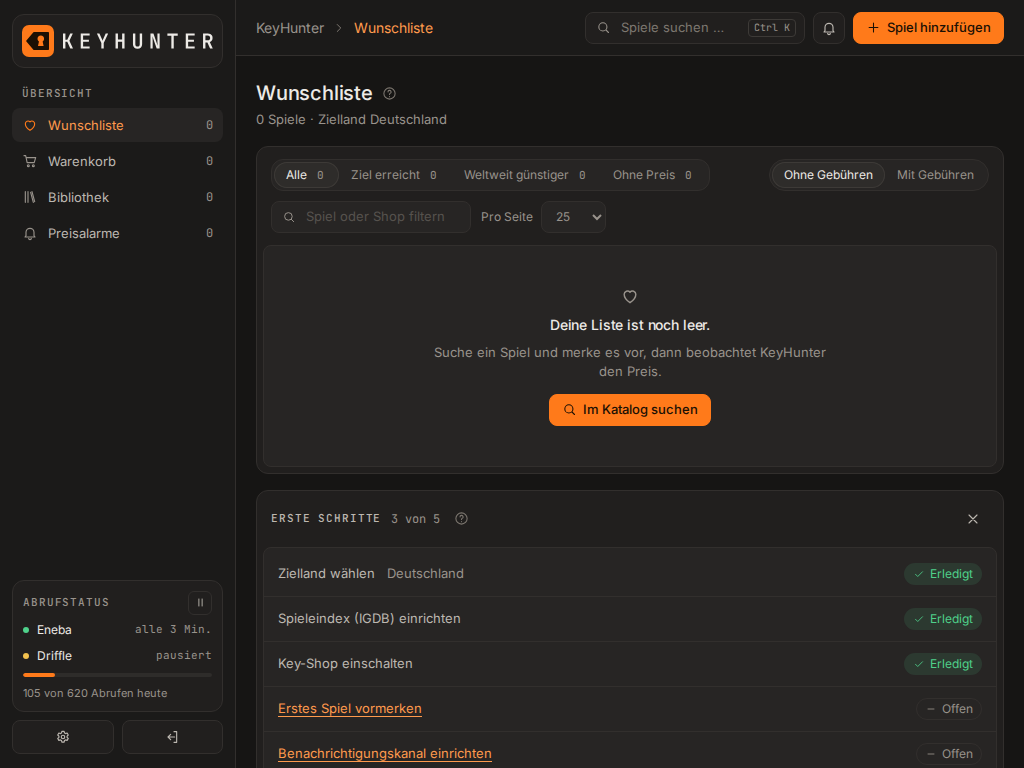 KEYHUNTER
ÜBERSICHT
Wunschliste 0
Warenkorb 0
Bibliothek 0
Preisalarme 0
ABRUFSTATUS
Eneba alle 3 Min.
Driffle pausiert
105 von 620 Abrufen heute
KeyHunter > Wunschliste
Spiele suchen ... Ctrl K
+ Spiel hinzufügen
Wunschliste
0 Spiele · Zielland Deutschland
Alle 0 Ziel erreicht 0 Weltweit günstiger 0 Ohne Preis 0
Ohne Gebühren Mit Gebühren
Spiel oder Shop filtern Pro Seite 25
Deine Liste ist noch leer.
Suche ein Spiel und merke es vor, dann beobachtet KeyHunter
den Preis.
Im Katalog suchen
ERSTE SCHRITTE 3 von 5
Zielland wählen Deutschland Erledigt
Spieleindex (IGDB) einrichten Erledigt
Key-Shop einschalten Erledigt
Erstes Spiel vormerken – Offen
Benachrichtigungskanal einrichten – Offen